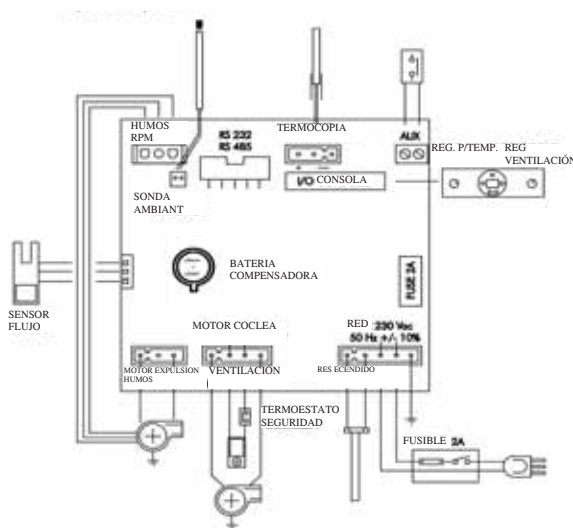 HUMOS
RPM
RS 232
RS 485
TERMOCOPIA
AUX
REG. P/TEMP. REG
VENTILACIÓN
SONDA
AMBIANT
I/O CONSOLA
BATERIA
COMPENSADORA
FUSE 2A
SENSOR
FLUJO
MOTOR COCLEA
RED 230 Vac
50 Hz +/- 10%
MOTOR EXPULSION
HUMOS
VENTILACIÓN
RES ECENDIDO
TERMOESTATO
SEGURIDAD
FUSIBLE 2A